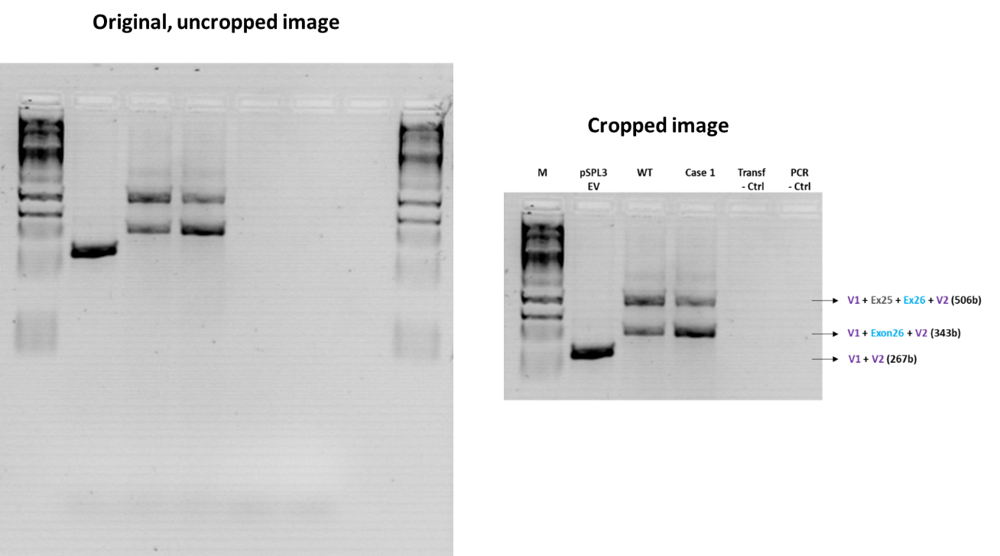 Original, uncropped image
Cropped image
M pSPL3 WT Case 1 Transf PCR
EV - Ctrl - Ctrl
V1 + Ex25 + Ex26 + V2 (506b)
V1 + Exon26 + V2 (343b)
V1 + V2 (267b)